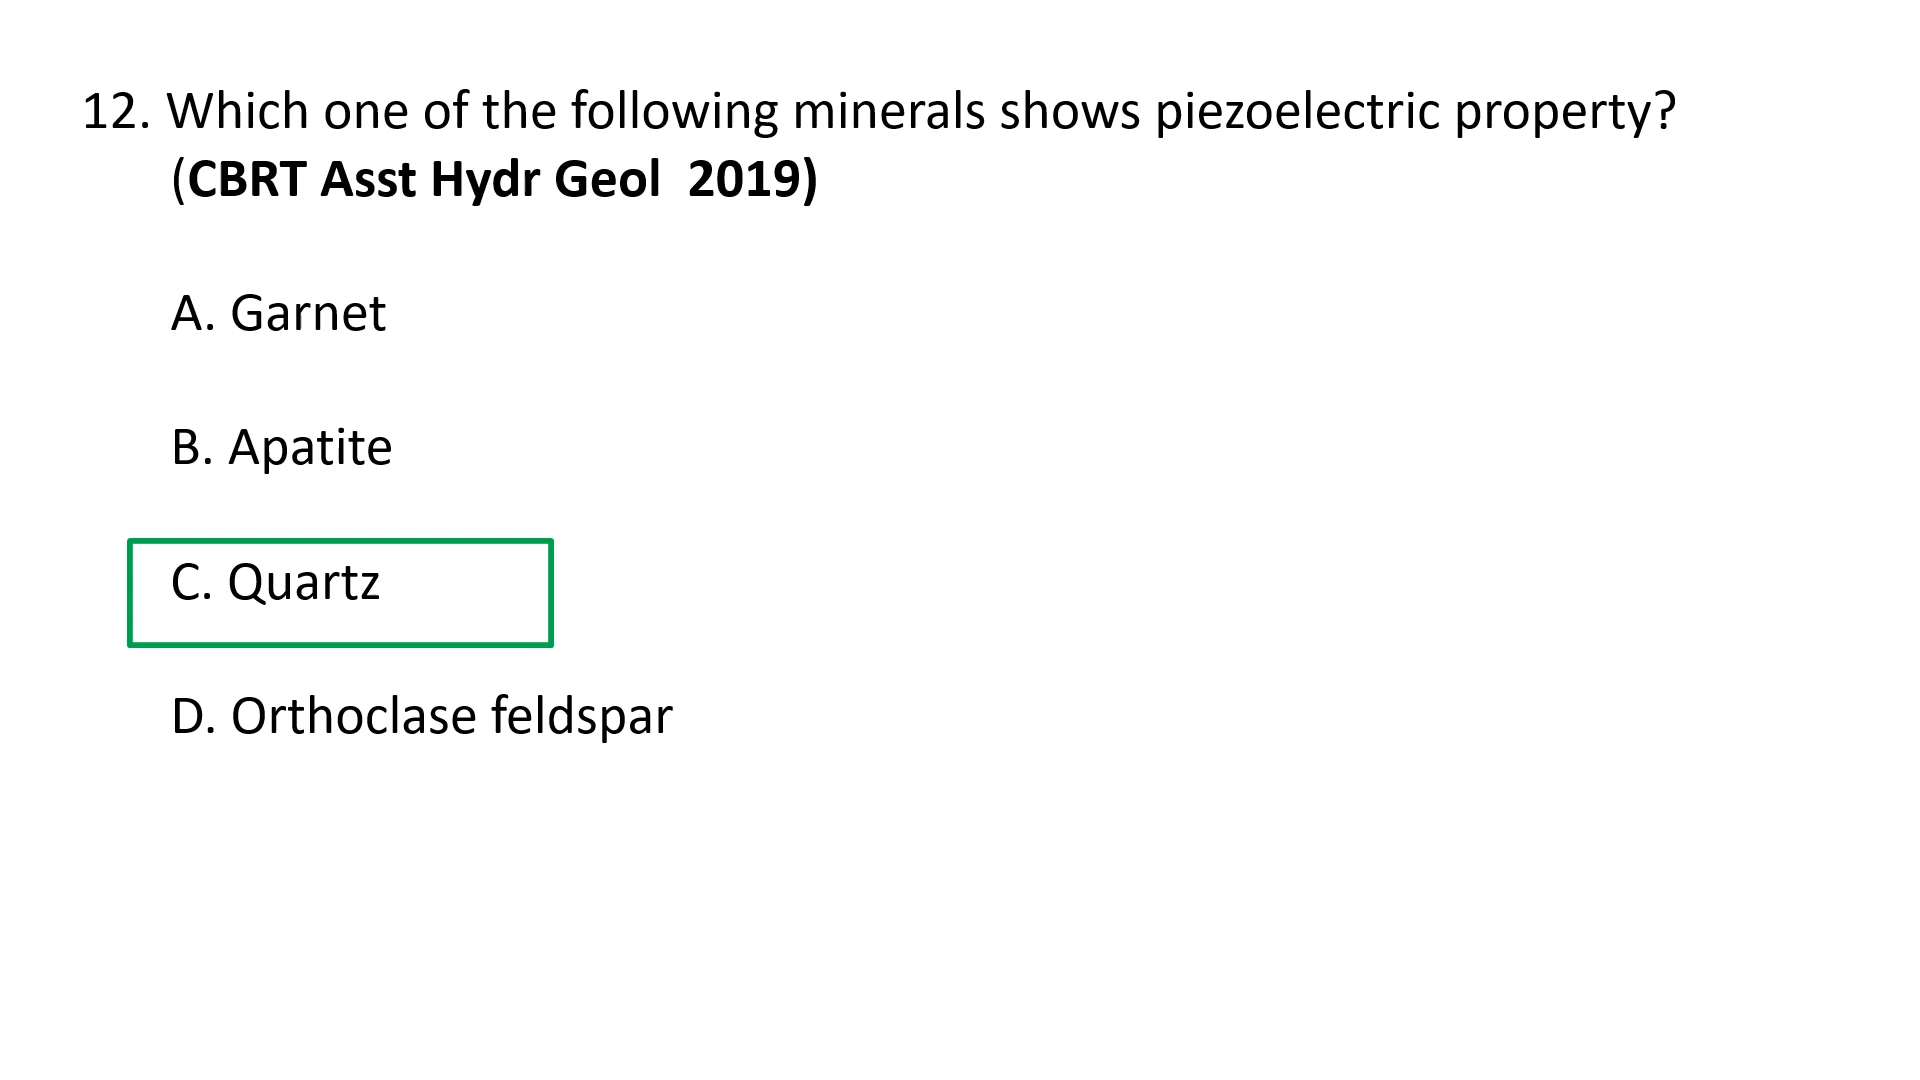 12. Which one of the following minerals shows piezoelectric property?
(CBRT Asst Hydr Geol  2019)
A. Garnet
B. Apatite
C. Quartz
D. Orthoclase feldspar